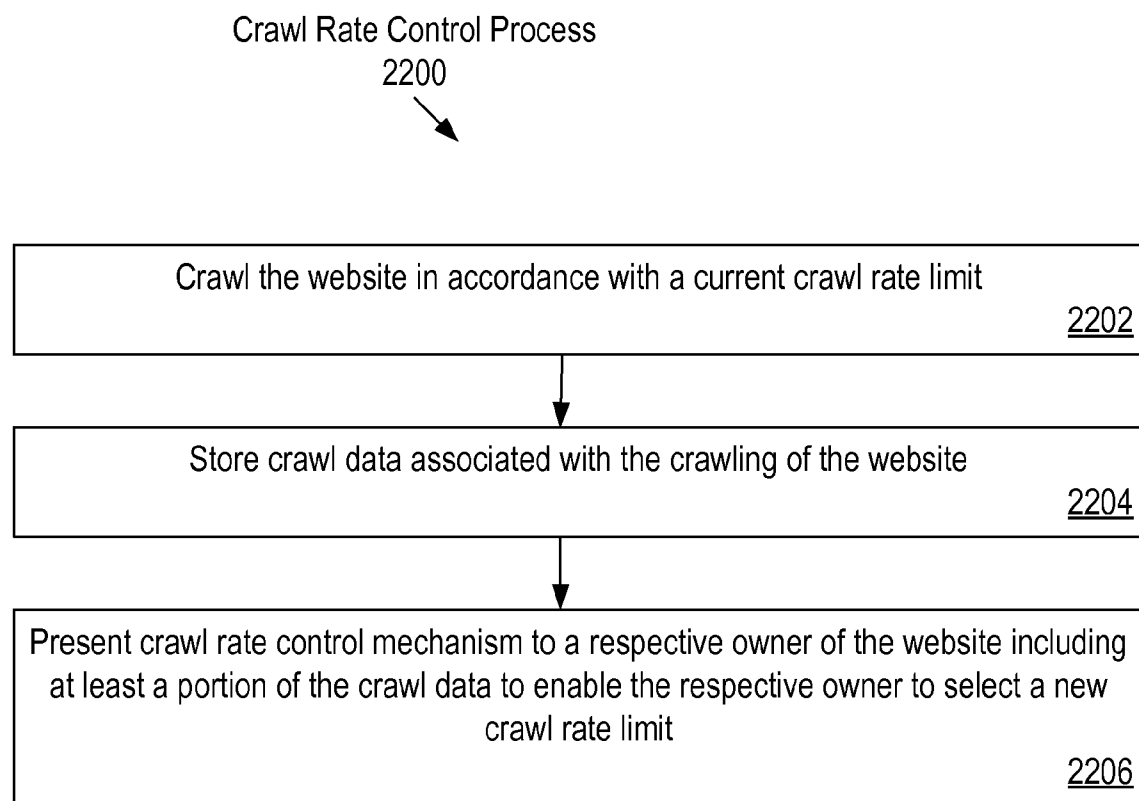 Crawl Rate Control Process
2200
Crawl the website in accordance with a current crawl rate limit
2202
Store crawl data associated with the crawling of the website
2204
Present crawl rate control mechanism to a respective owner of the website including
at least a portion of the crawl data to enable the respective owner to select a new
crawl rate limit
2206